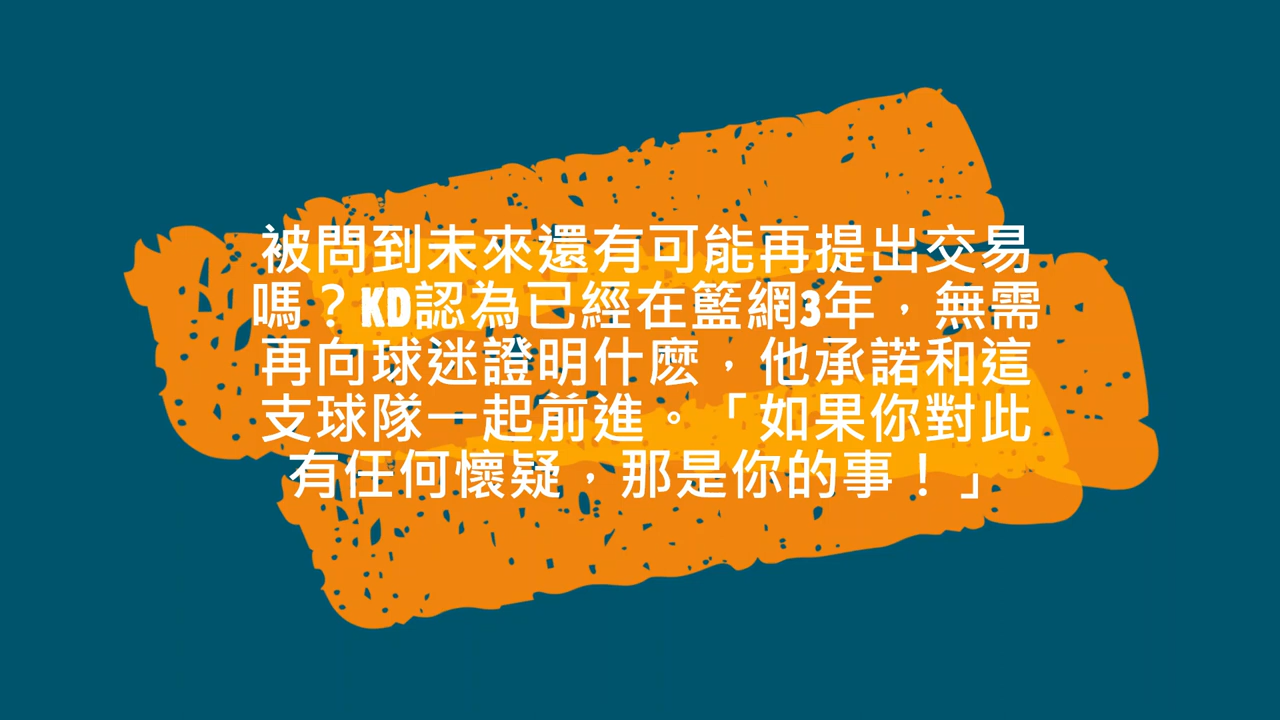 被問到未來還有可能再提出交易
嗎？KD認為已經在籃網3年，無需
再向球迷證明什麽，他承諾和這
支球隊一起前進。「如果你對此
有任何懷疑，那是你的事！」